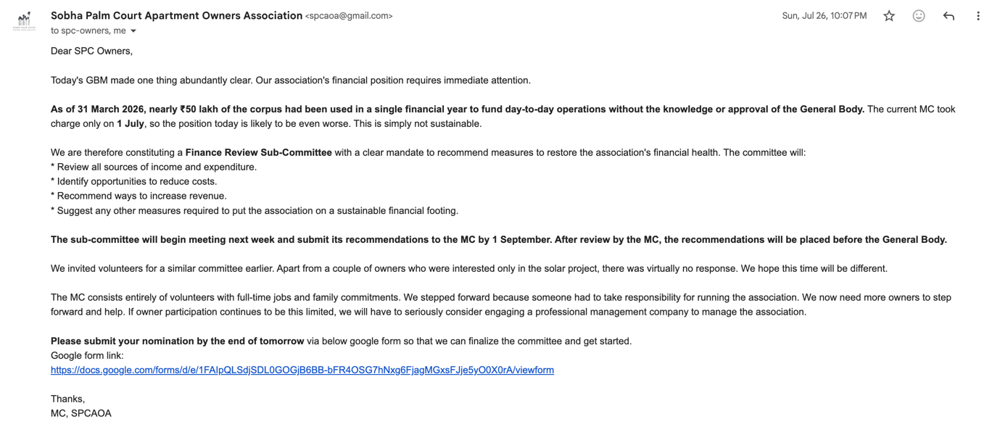 Sobha Palm Court Apartment Owners Association <spcaoa@gmail.com>
Sun, Jul 26, 10:07 PM
to spc-owners, me
Dear SPC Owners,
Today's GBM made one thing abundantly clear. Our association's financial position requires immediate attention.
As of 31 March 2026, nearly ₹50 lakh of the corpus had been used in a single financial year to fund day-to-day operations without the knowledge or approval of the General Body. The current MC took
charge only on 1 July, so the position today is likely to be even worse. This is simply not sustainable.
We are therefore constituting a Finance Review Sub-Committee with a clear mandate to recommend measures to restore the association's financial health. The committee will:
* Review all sources of income and expenditure.
* Identify opportunities to reduce costs.
* Recommend ways to increase revenue.
* Suggest any other measures required to put the association on a sustainable financial footing.
The sub-committee will begin meeting next week and submit its recommendations to the MC by 1 September. After review by the MC, the recommendations will be placed before the General Body.
We invited volunteers for a similar committee earlier. Apart from a couple of owners who were interested only in the solar project, there was virtually no response. We hope this time will be different.
The MC consists entirely of volunteers with full-time jobs and family commitments. We stepped forward because someone had to take responsibility for running the association. We now need more owners to step
forward and help. If owner participation continues to be this limited, we will have to seriously consider engaging a professional management company to manage the association.
Please submit your nomination by the end of tomorrow via below google form so that we can finalize the committee and get started.
Google form link:
https://docs.google.com/forms/d/e/1FAIpQLSdjSDL0GOGjB6BB-bFR4OSG7hNxg6FjagMGxsFJje5yO0X0rA/viewform
Thanks,
MC, SPCAOA